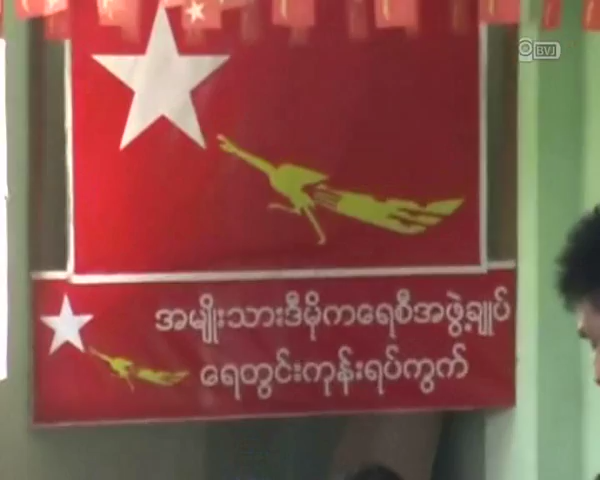 BVJ
အမျိုးသားဒီမိုကရေစီအဖွဲ့ချုပ်
ရေတွင်းကုန်းရပ်ကွက်